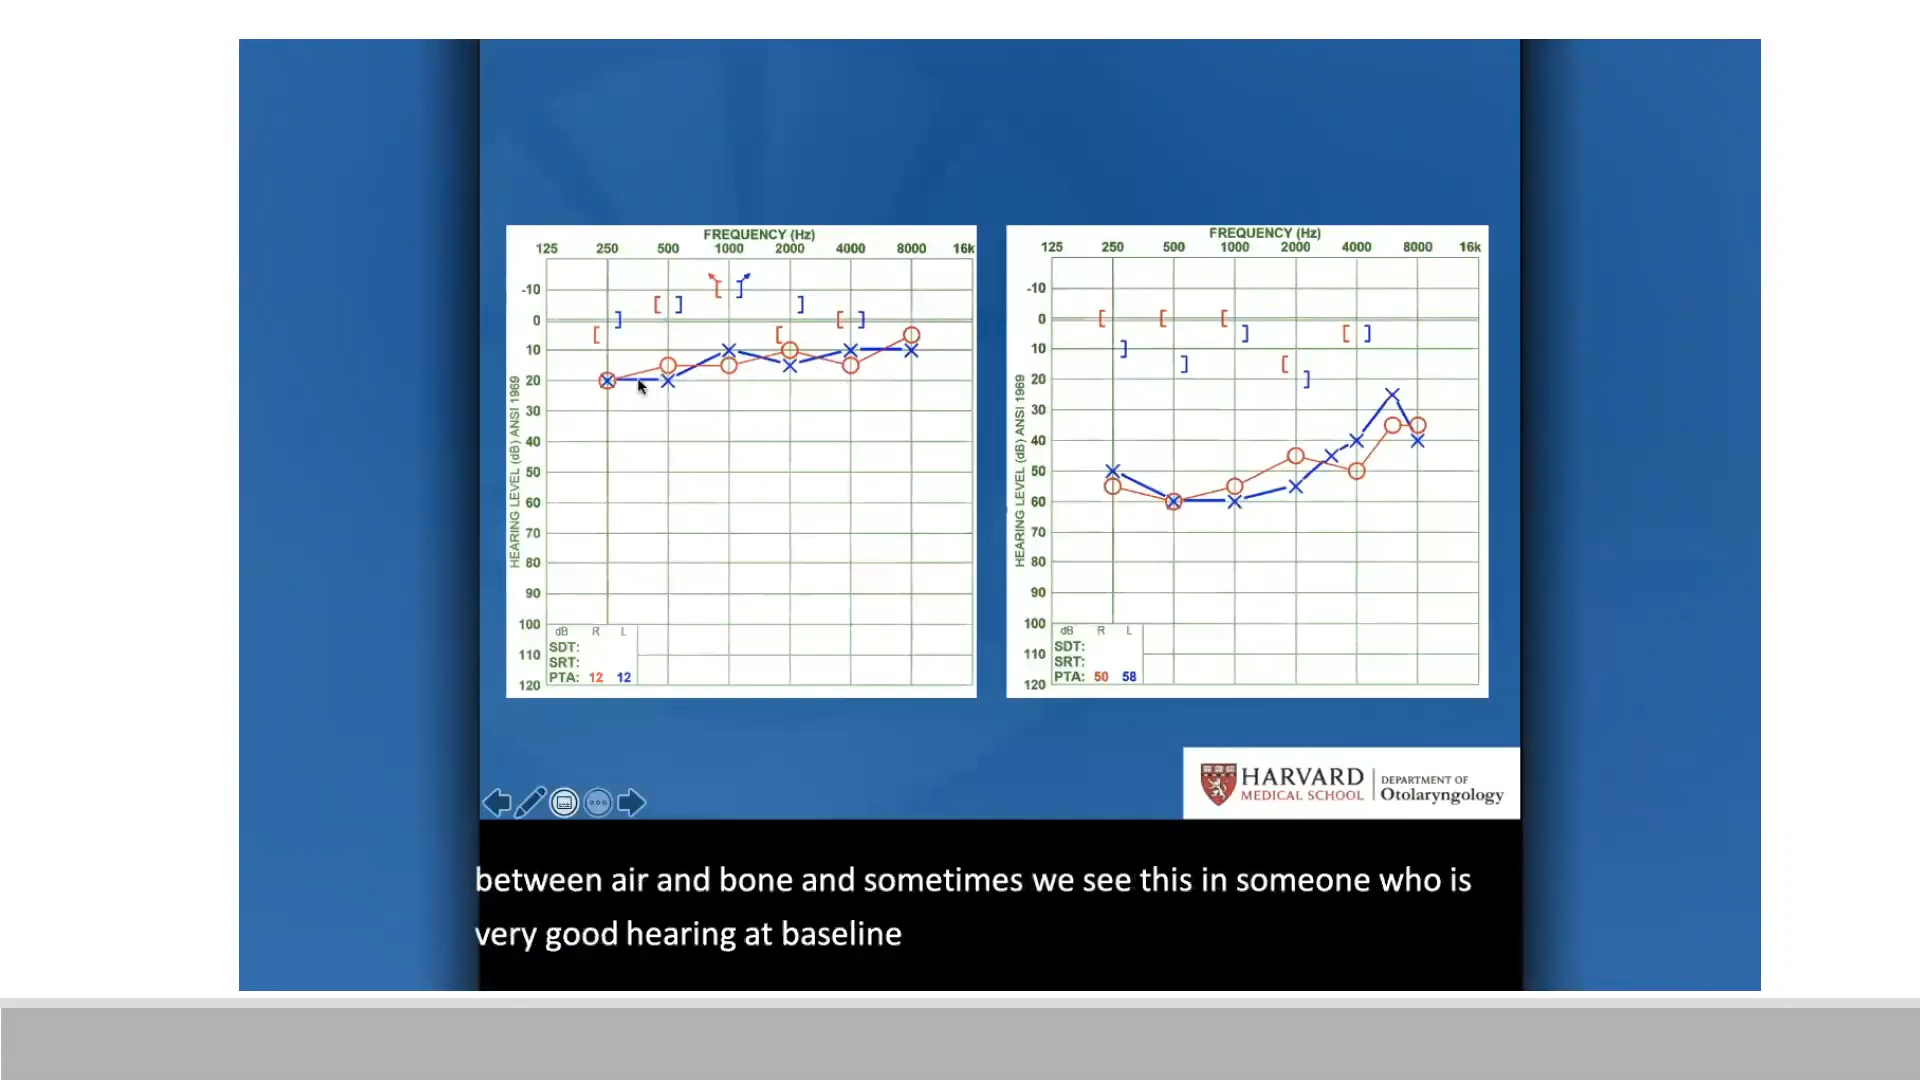 FREQUENCY (Hz)
125 250 500 1000 2000 4000 8000 16k
-10
0
10
20
30
40
50
60
70
80
90
100
110
120
HEARING LEVEL (dB) ANSI 1969
dB R L
SDT:
SRT:
PTA: 12 12
FREQUENCY (Hz)
125 250 500 1000 2000 4000 8000 16k
-10
0
10
20
30
40
50
60
70
80
90
100
110
120
HEARING LEVEL (dB) ANSI 1969
dB R L
SDT:
SRT:
PTA: 50 58
HARVARD
MEDICAL SCHOOL
DEPARTMENT OF
Otolaryngology
between air and bone and sometimes we see this in someone who is
very good hearing at baseline